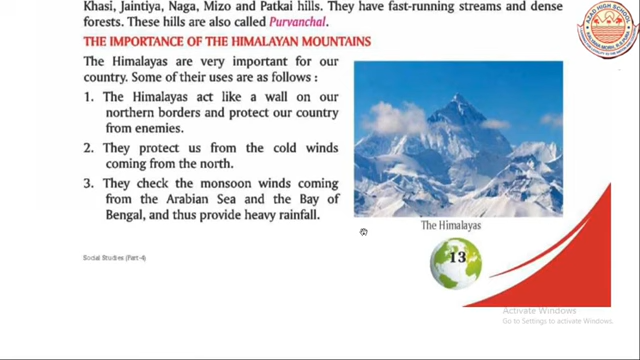 Khasi, Jaintiya, Naga, Mizo and Patkai hills. They have fast-running streams and dense
forests. These hills are also called Purvanchal.
THE IMPORTANCE OF THE HIMALAYAN MOUNTAINS
The Himalayas are very important for our
country. Some of their uses are as follows :
1. The Himalayas act like a wall on our
northern borders and protect our country
from enemies.
2. They protect us from the cold winds
coming from the north.
3. They check the monsoon winds coming
from the Arabian Sea and the Bay of
Bengal, and thus provide heavy rainfall.
The Himalayas
Social Studies (Part-4)
13
AZAD HIGH SCHOOL
Activate Windows
Go to Settings to activate Windows.